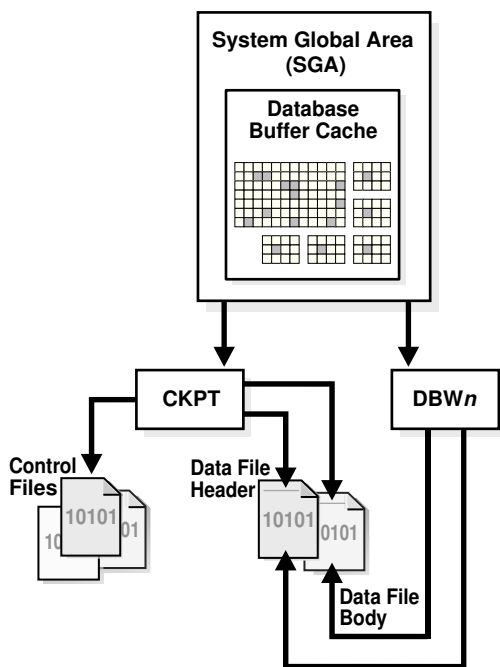 System Global Area
(SGA)
Database
Buffer Cache
CKPT
DBWn
Control
Files
Data File
Header
10101
10
01
10101
0101
Data File
Body